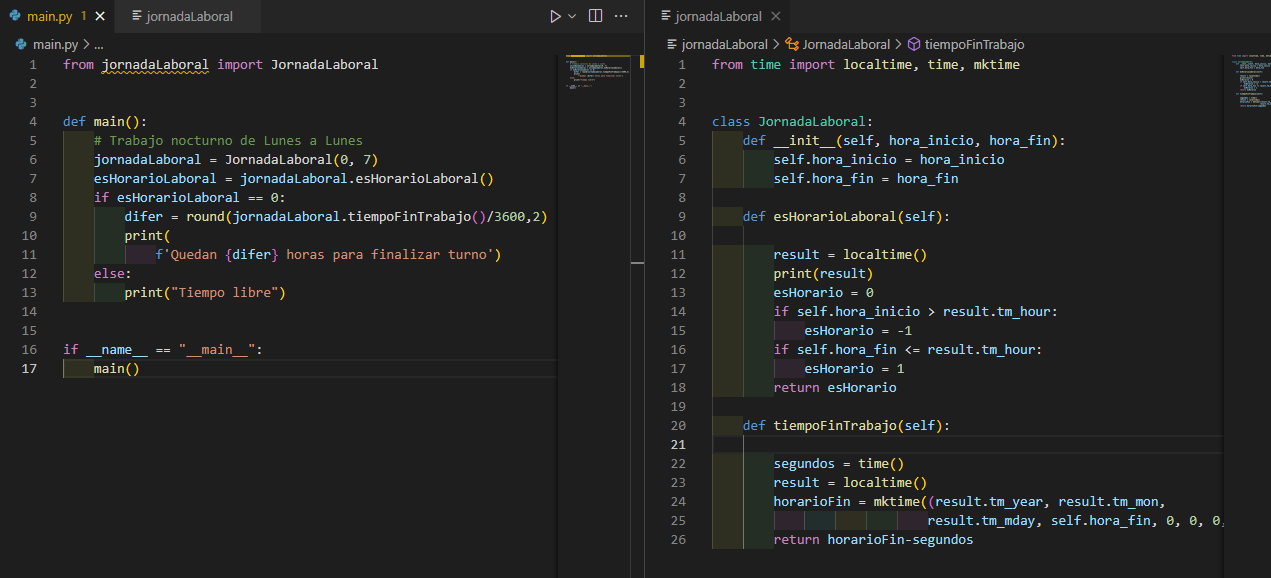 main.py 1
jornadaLaboral
main.py > ...
1 from jornadaLaboral import JornadaLaboral
2
3
4 def main():
5 # Trabajo nocturno de Lunes a Lunes
6 jornadaLaboral = JornadaLaboral(0, 7)
7 esHorarioLaboral = jornadaLaboral.esHorarioLaboral()
8 if esHorarioLaboral == 0:
9 difer = round(jornadaLaboral.tiempoFinTrabajo()/3600,2)
10 print(
11 f'Quedan {difer} horas para finalizar turno')
12 else:
13 print("Tiempo libre")
14
15
16 if __name__ == "__main__":
17 main()
jornadaLaboral
jornadaLaboral > JornadaLaboral > tiempoFinTrabajo
1 from time import localtime, time, mktime
2
3
4 class JornadaLaboral:
5 def __init__(self, hora_inicio, hora_fin):
6 self.hora_inicio = hora_inicio
7 self.hora_fin = hora_fin
8
9 def esHorarioLaboral(self):
10
11 result = localtime()
12 print(result)
13 esHorario = 0
14 if self.hora_inicio > result.tm_hour:
15 esHorario = -1
16 if self.hora_fin <= result.tm_hour:
17 esHorario = 1
18 return esHorario
19
20 def tiempoFinTrabajo(self):
21
22 segundos = time()
23 result = localtime()
24 horarioFin = mktime((result.tm_year, result.tm_mon,
25 result.tm_mday, self.hora_fin, 0, 0, 0,
26 return horarioFin-segundos